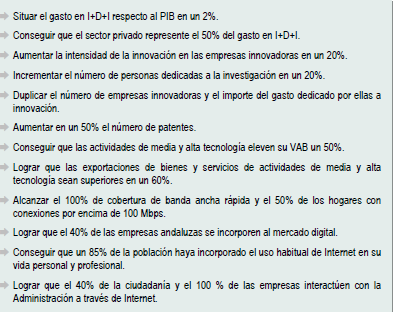 Situar el gasto en I+D+I respecto al PIB en un 2%.
Conseguir que el sector privado represente el 50% del gasto en I+D+I.
Aumentar la intensidad de la innovación en las empresas innovadoras en un 20%.
Incrementar el número de personas dedicadas a la investigación en un 20%.
Duplicar el número de empresas innovadoras y el importe del gasto dedicado por ellas a
innovación.
Aumentar en un 50% el número de patentes.
Conseguir que las actividades de media y alta tecnología eleven su VAB un 50%.
Lograr que las exportaciones de bienes y servicios de actividades de media y alta
tecnología sean superiores en un 60%.
Alcanzar el 100% de cobertura de banda ancha rápida y el 50% de los hogares con
conexiones por encima de 100 Mbps.
Lograr que el 40% de las empresas andaluzas se incorporen al mercado digital.
Conseguir que un 85% de la población haya incorporado el uso habitual de Internet en su
vida personal y profesional.
Lograr que el 40% de la ciudadanía y el 100 % de las empresas interactúen con la
Administración a través de Internet.